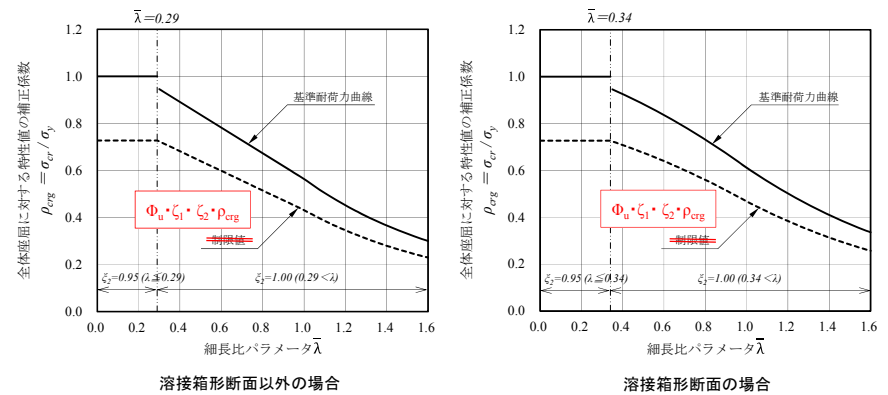 λ̅＝0.29
1.2
1.0
0.8
0.6
0.4
0.2
0.0
全体座屈に対する特性値の補正係数
ρcrg ＝σcr / σy
基準耐荷力曲線
Φu・ζ1・ζ2・ρcrg
制限値
ξ2=0.95 (λ≦0.29)
ξ2=1.00 (0.29＜λ)
0.0 0.2 0.4 0.6 0.8 1.0 1.2 1.4 1.6
細長比パラメータλ̅
溶接箱形断面以外の場合
λ̅＝0.34
1.2
1.0
0.8
0.6
0.4
0.2
0.0
全体座屈に対する特性値の補正係数
ρcrg ＝σcr / σy
基準耐荷力曲線
Φu・ζ1・ζ2・ρcrg
制限値
ξ2=0.95 (λ≦0.34)
ξ2=1.00 (0.34＜λ)
0.0 0.2 0.4 0.6 0.8 1.0 1.2 1.4 1.6
細長比パラメータλ̅
溶接箱形断面の場合